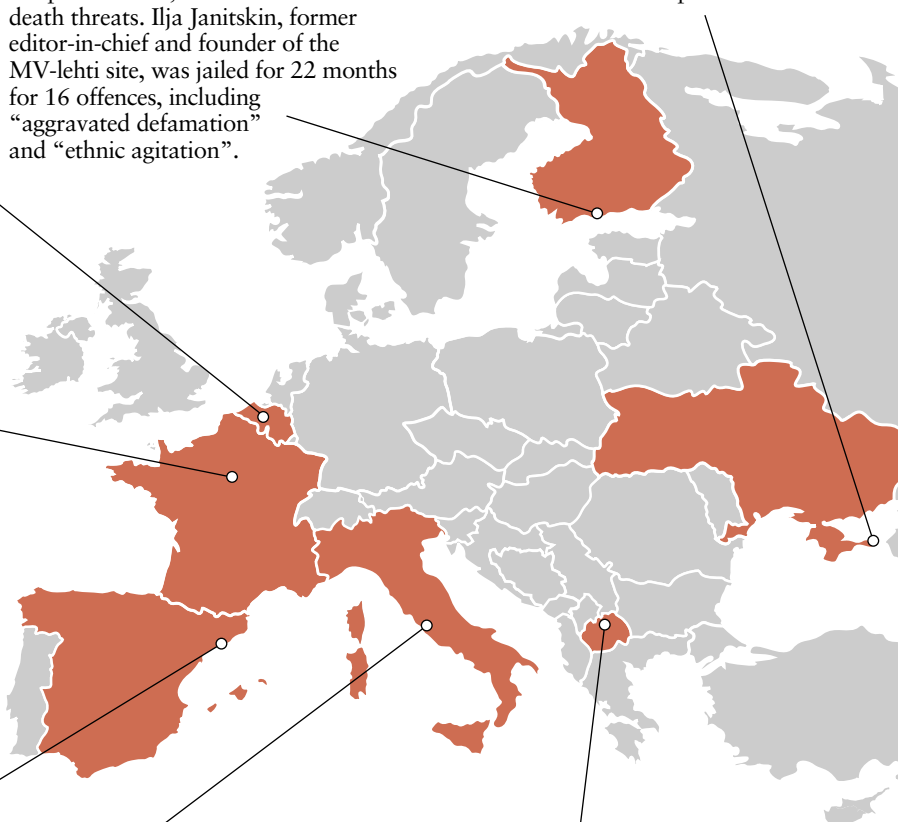 death threats. Ilja Janitskin, former
editor-in-chief and founder of the
MV-lehti site, was jailed for 22 months
for 16 offences, including
“aggravated defamation”
and “ethnic agitation”.